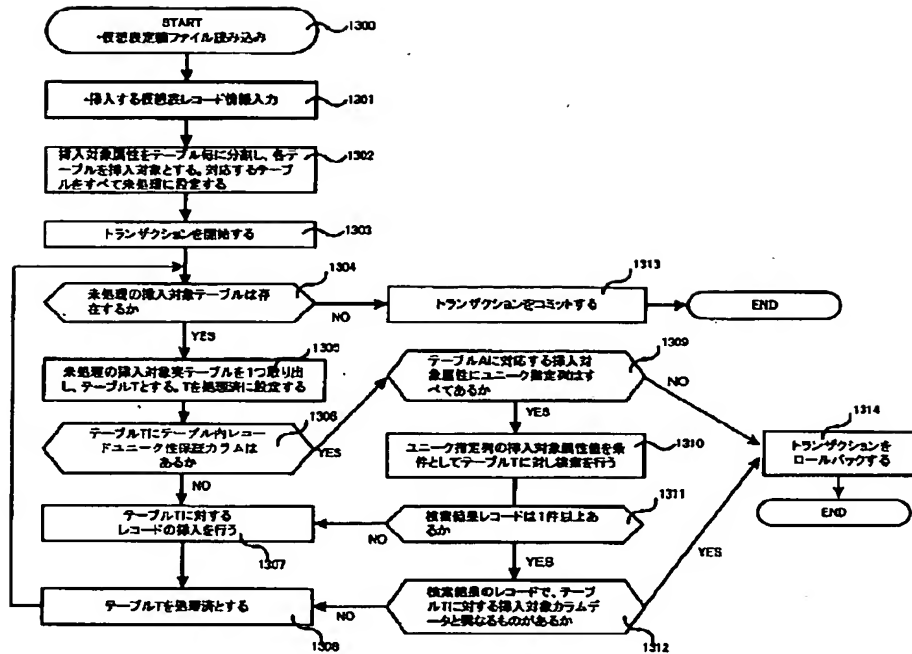 START
・仮想表定義ファイル読み込み
1300
・挿入する仮想表レコード情報入力
1301
挿入対象属性をテーブル毎に分割し、各テ
ーブルを挿入対象とする。対応するテーブ
ルをすべて未処理に設定する
1302
トランザクションを開始する
1303
未処理の挿入対象テーブルは存
在するか
1304
NO
YES
トランザクションをコミットする
1313
END
未処理の挿入対象実テーブルを1つ取り出
し、テーブルTとする。Tを処理済に設定する
1305
テーブルTにテーブル内レコー
ドユニーク性保証カラムは
あるか
1306
YES
NO
テーブルAに対応する挿入対
象属性にユニーク指定列はす
べてあるか
1309
NO
YES
ユニーク指定列の挿入対象属性値を条
件としてテーブルTに対し検索を行う
1310
トランザクションを
ロールバックする
1314
END
テーブルTに対する
レコードの挿入を行う
1307
検索結果レコードは1件以上あ
るか
1311
NO
YES
テーブルTを処理済とする
1308
検索結果のレコードで、テー
ブルTに対する挿入対象カラムデ
ータと異なるものがあるか
1312
NO
YES